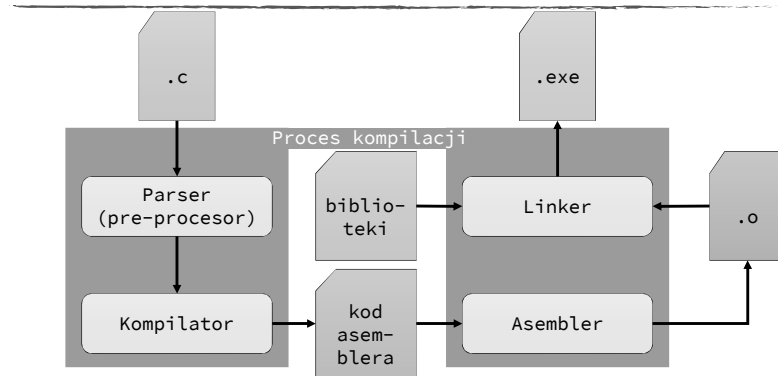 .c
.exe
Proces kompilacji
Parser
(pre-procesor)
biblio-
teki
Linker
.o
Kompilator
kod
asem-
blera
Asembler